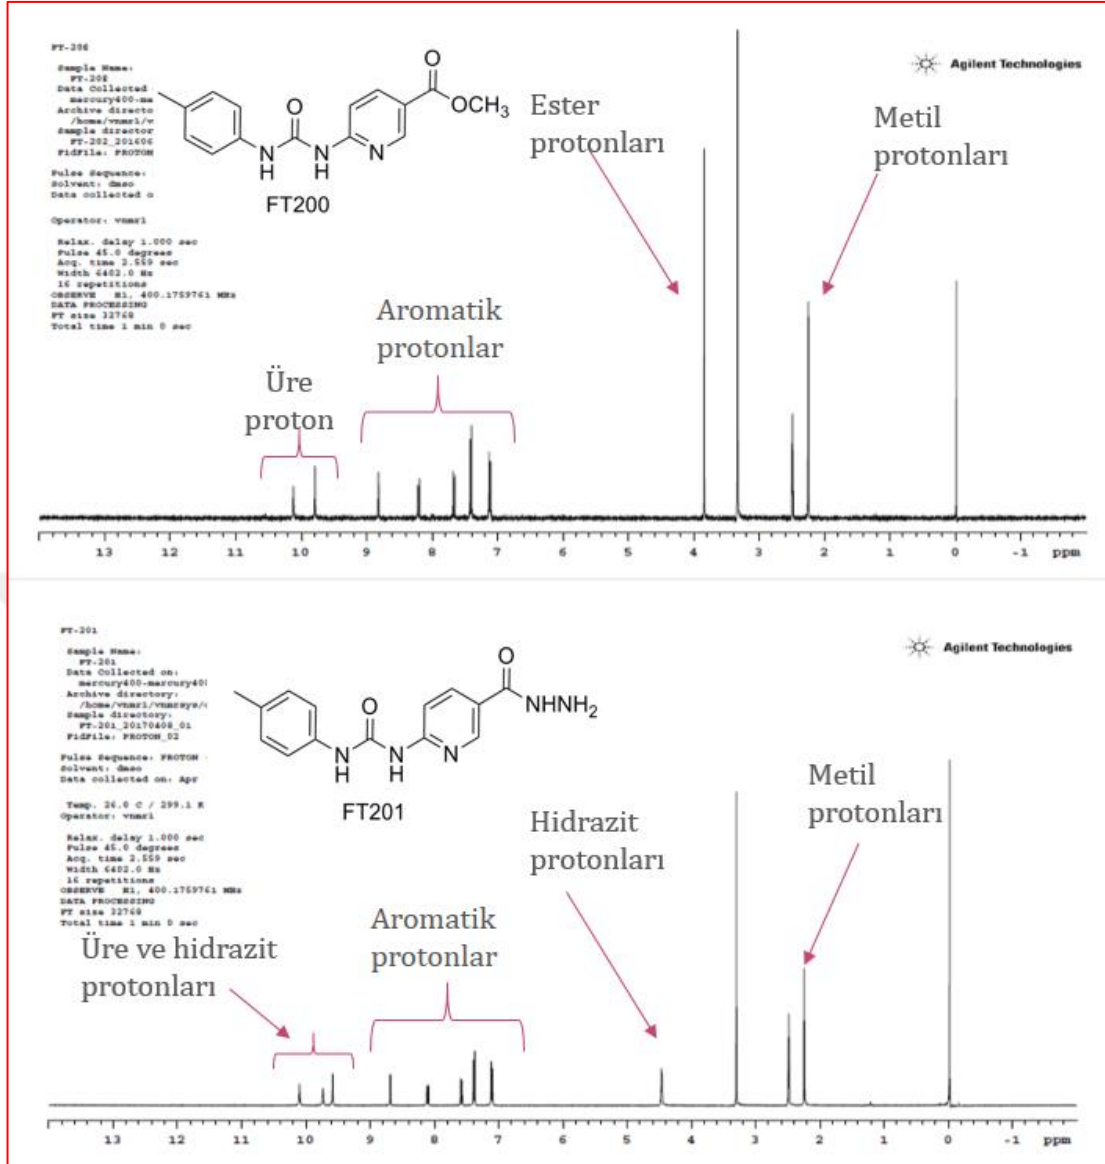 FT-208
Sample Name:
FT-208
Data Collected
mercury400-me
Archive directo
/home/vnmr1/v
Sample director
FT-202_201606
FidFile: PROTON
Pulse Sequence:
Solvent: dmso
Data collected o
Operator: vnmr1
Relax. delay 1.000 sec
Pulse 45.0 degrees
Acq. time 2.559 sec
Width 6402.0 Hz
16 repetitions
OBSERVE H1, 400.1759761 MHz
DATA PROCESSING
FT size 32768
Total time 1 min 0 sec
O
N
H
N
H
N
O
OCH3
FT200
Agilent Technologies
Ester
protonları
Metil
protonları
Aromatik
protonlar
Üre
proton
13 12 11 10 9 8 7 6 5 4 3 2 1 0 -1 ppm
FT-201
Sample Name:
FT-201
Data Collected on:
mercury400-mercury40
Archive directory:
/home/vnmr1/vnmrsys/
Sample directory:
FT-201_20170408_01
FidFile: PROTON_02
Pulse Sequence: PROTON
Solvent: dmso
Data collected on: Apr
Temp. 26.0 C / 299.1 K
Operator: vnmr1
Relax. delay 1.000 sec
Pulse 45.0 degrees
Acq. time 2.559 sec
Width 6402.0 Hz
16 repetitions
OBSERVE H1, 400.1759761 MHz
DATA PROCESSING
FT size 32768
Total time 1 min 0 sec
O
N
H
N
H
N
O
NHNH2
FT201
Agilent Technologies
Metil
protonları
Hidrazit
protonları
Aromatik
protonlar
Üre ve hidrazit
protonları
13 12 11 10 9 8 7 6 5 4 3 2 1 0 -1 ppm